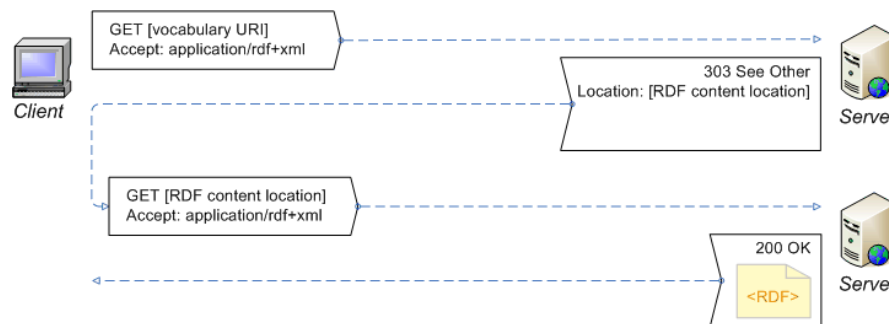 GET [vocabulary URI]
Accept: application/rdf+xml
Client
303 See Other
Location: [RDF content location]
Serve
GET [RDF content location]
Accept: application/rdf+xml
200 OK
<RDF>
Serve